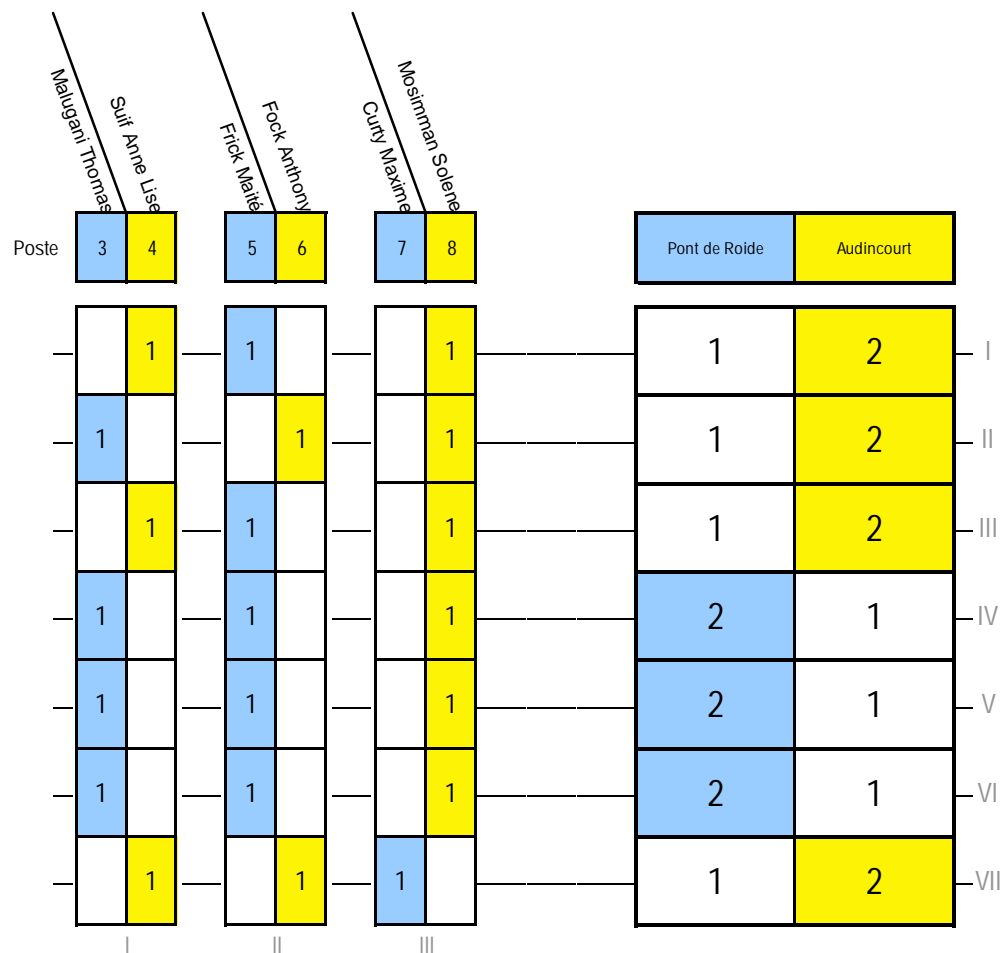 Malugani Thomas
Suif Anne Lise
Frick Maité
Fock Anthony
Curty Maxime
Mosimman Solene
Poste 3 4 5 6 7 8 Pont de Roide Audincourt
1 1 1 1 2 I
1 1 1 1 2 II
1 1 1 1 2 III
1 1 1 2 1 IV
1 1 1 2 1 V
1 1 1 2 1 VI
1 1 1 1 2 VII
I II III